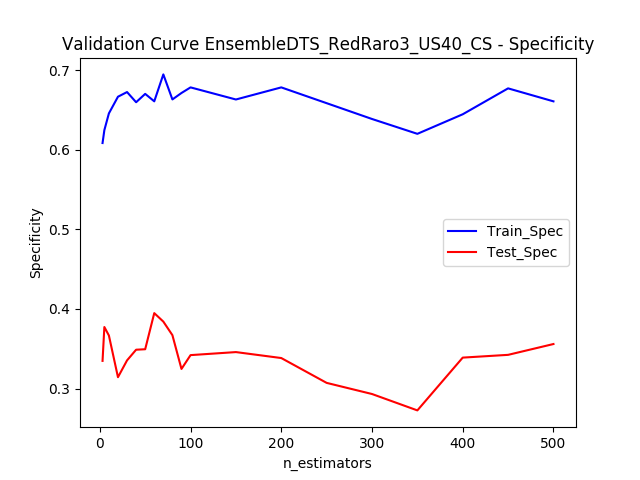 Validation Curve EnsembleDTS_RedRaro3_US40_CS - Specificity
0.7
0.6
0.5
0.4
0.3
Specificity
Train_Spec
Test_Spec
0 100 200 300 400 500
n_estimators